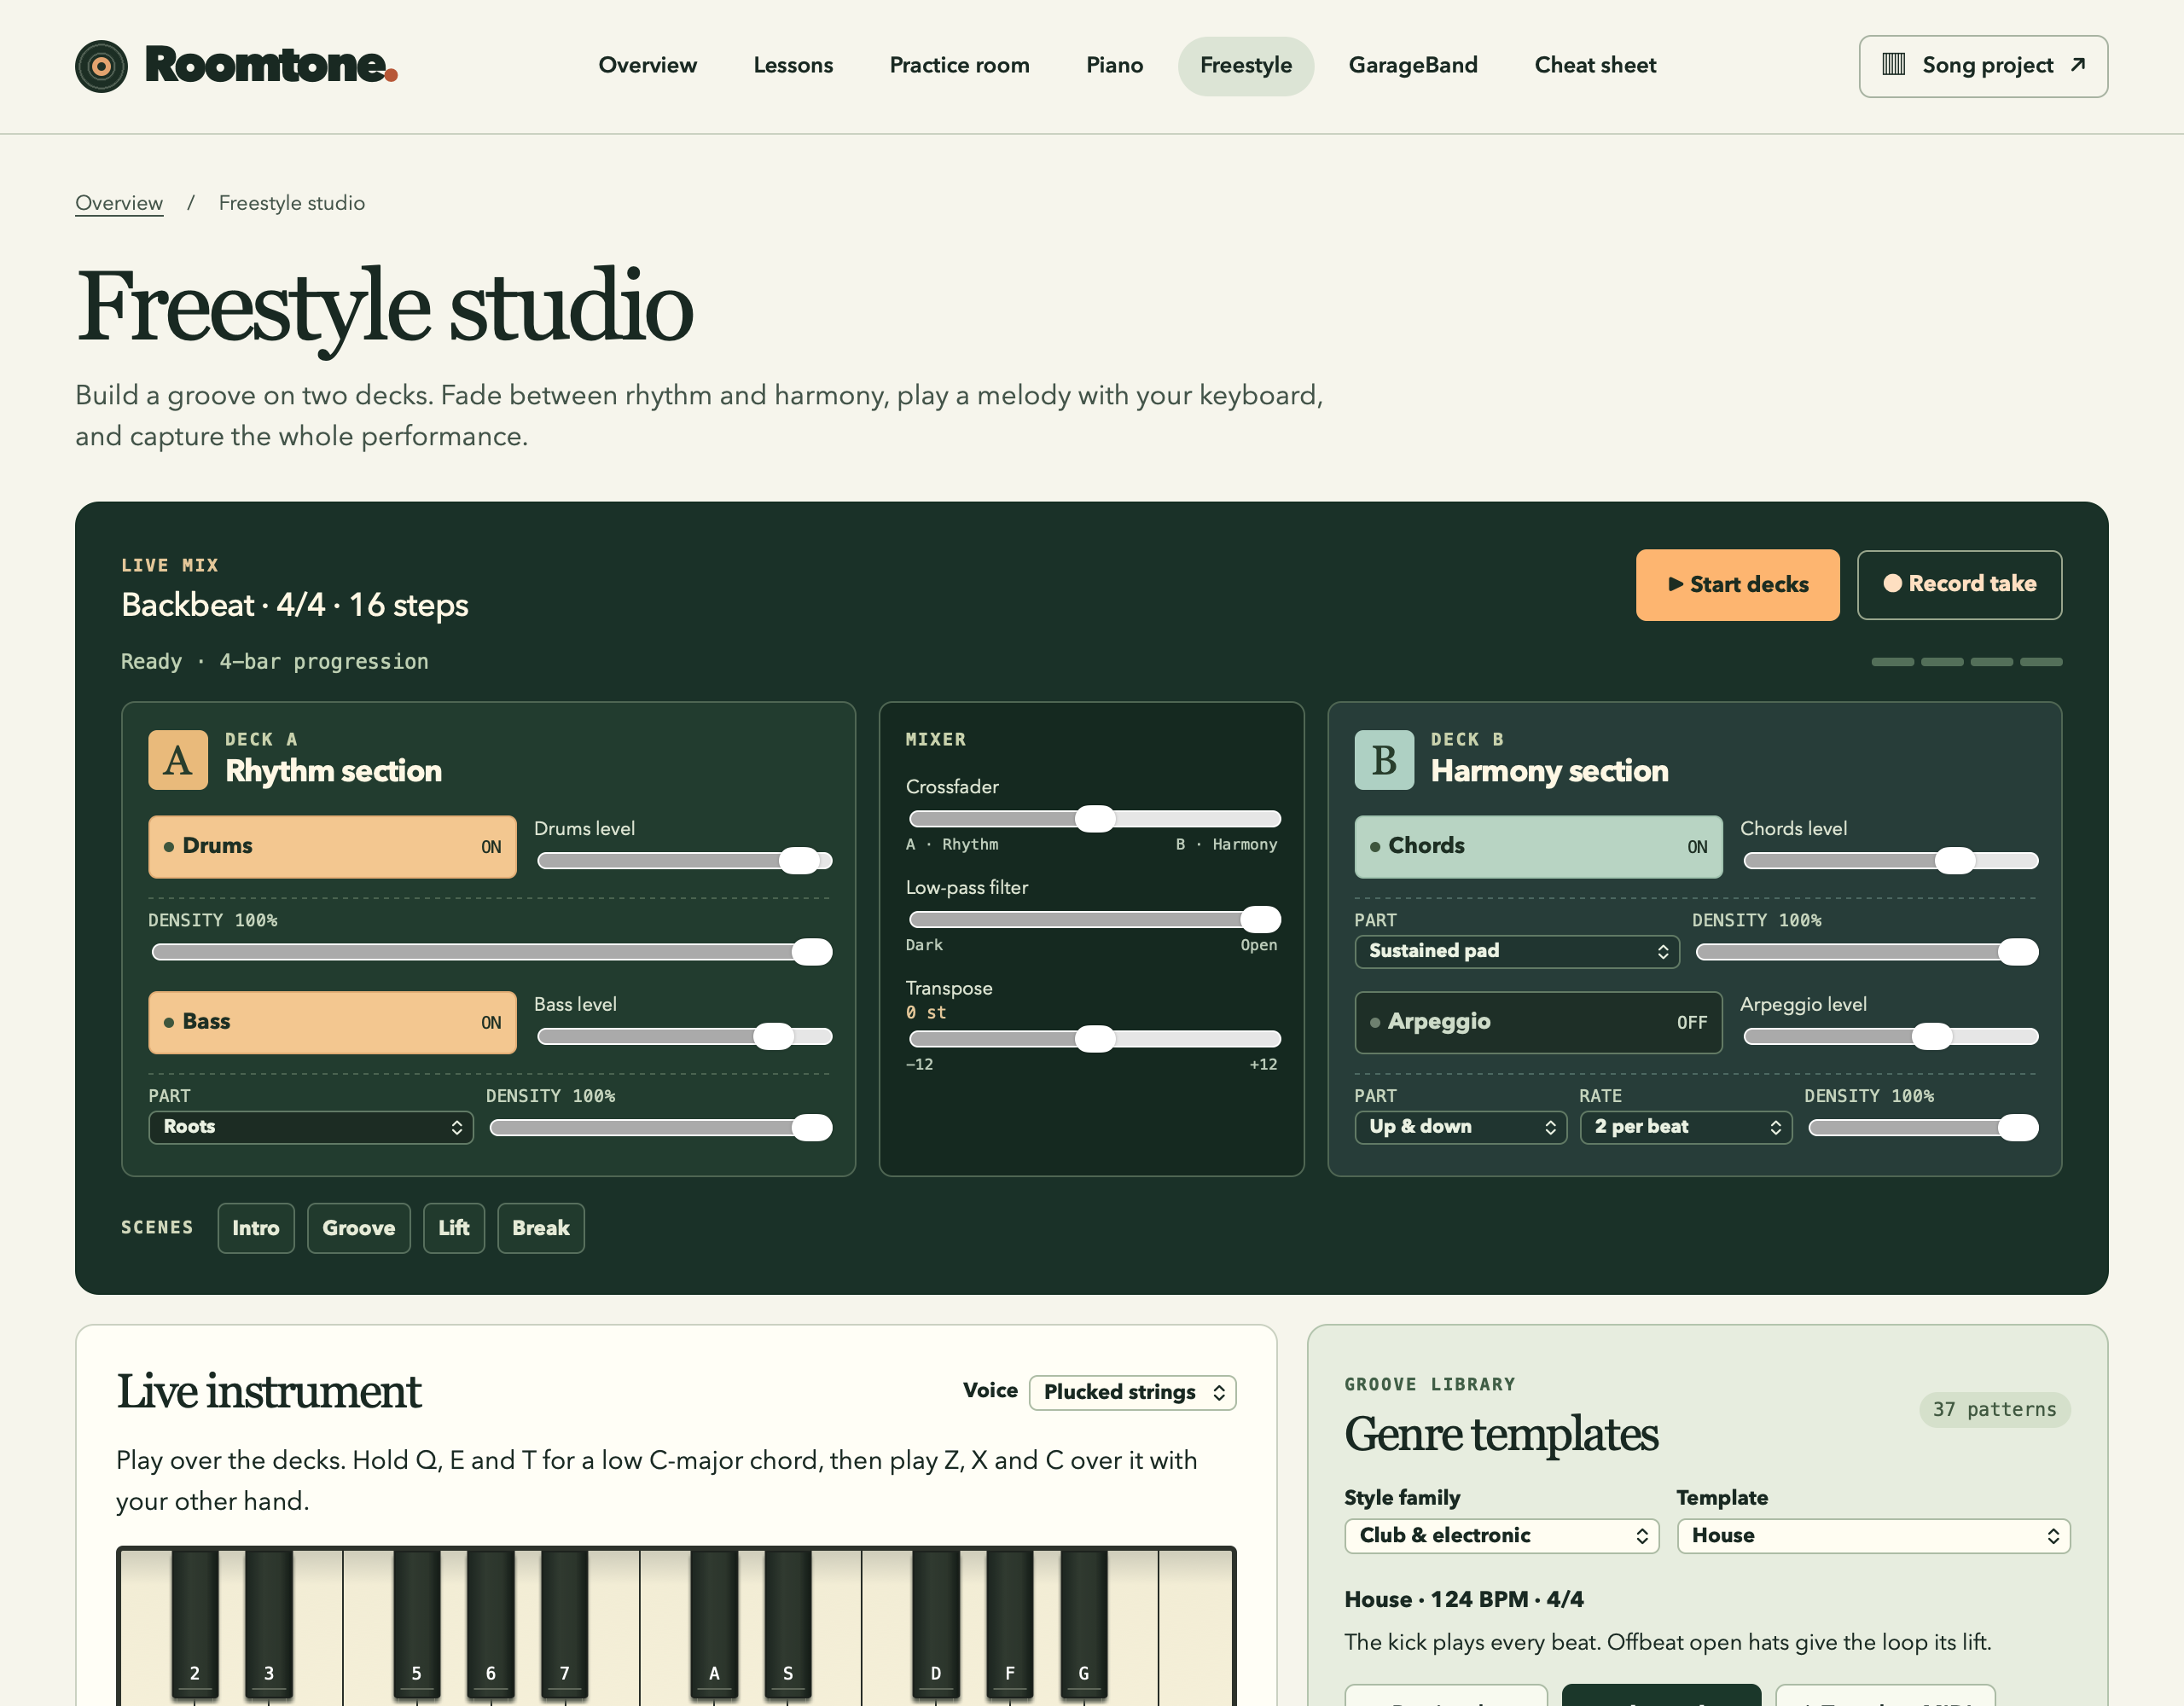 Roomtone.
Overview
Lessons
Practice room
Piano
Freestyle
GarageBand
Cheat sheet
Song project
Overview / Freestyle studio
Freestyle studio
Build a groove on two decks. Fade between rhythm and harmony, play a melody with your keyboard,
and capture the whole performance.
LIVE MIX
Backbeat · 4/4 · 16 steps
Start decks
Record take
Ready · 4–bar progression
A
DECK A
Rhythm section
Drums ON
Drums level
DENSITY 100%
Bass ON
Bass level
PART
Roots
DENSITY 100%
MIXER
Crossfader
A · Rhythm
B · Harmony
Low-pass filter
Dark
Open
Transpose
0 st
−12
+12
B
DECK B
Harmony section
Chords ON
Chords level
PART
Sustained pad
DENSITY 100%
Arpeggio OFF
Arpeggio level
PART
Up & down
RATE
2 per beat
DENSITY 100%
SCENES
Intro
Groove
Lift
Break
Live instrument
Voice
Plucked strings
Play over the decks. Hold Q, E and T for a low C-major chord, then play Z, X and C over it with
your other hand.
2 3 5 6 7 A S D F G
GROOVE LIBRARY
Genre templates
37 patterns
Style family
Club & electronic
Template
House
House · 124 BPM · 4/4
The kick plays every beat. Offbeat open hats give the loop its lift.